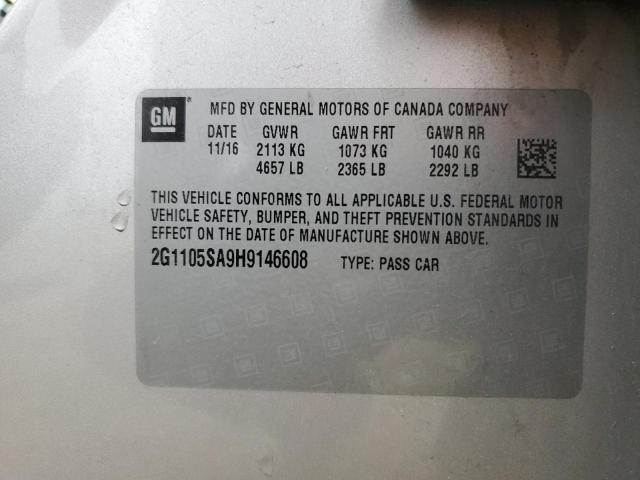 GM
MFD BY GENERAL MOTORS OF CANADA COMPANY
DATE GVWR GAWR FRT GAWR RR
11/16 2113 KG 1073 KG 1040 KG
4657 LB 2365 LB 2292 LB
THIS VEHICLE CONFORMS TO ALL APPLICABLE U.S. FEDERAL MOTOR
VEHICLE SAFETY, BUMPER, AND THEFT PREVENTION STANDARDS IN
EFFECT ON THE DATE OF MANUFACTURE SHOWN ABOVE.
2G1105SA9H9146608 TYPE: PASS CAR